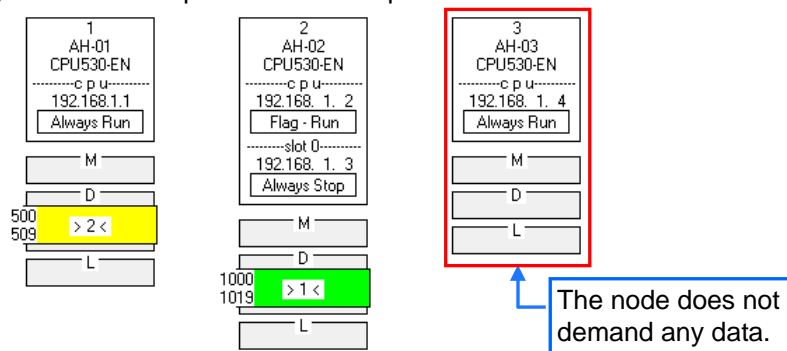 1
AH-01
CPU530-EN
--------c p u--------
192.168.1.1
Always Run
M
D
500
509
> 2 <
L
2
AH-02
CPU530-EN
--------c p u--------
192.168. 1. 2
Flag - Run
--------slot 0--------
192.168. 1. 3
Always Stop
M
D
1000
1019
> 1 <
L
3
AH-03
CPU530-EN
--------c p u--------
192.168. 1. 4
Always Run
M
D
L
The node does not
demand any data.